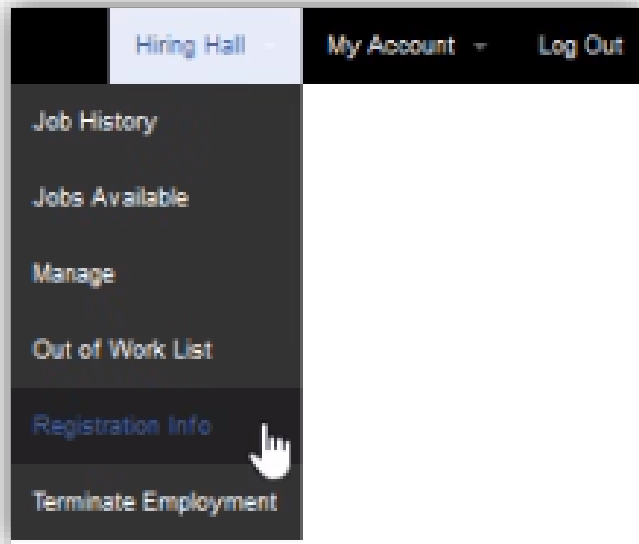 Hiring Hall My Account Log Out
Job History
Jobs Available
Manage
Out of Work List
Registration Info
Terminate Employment